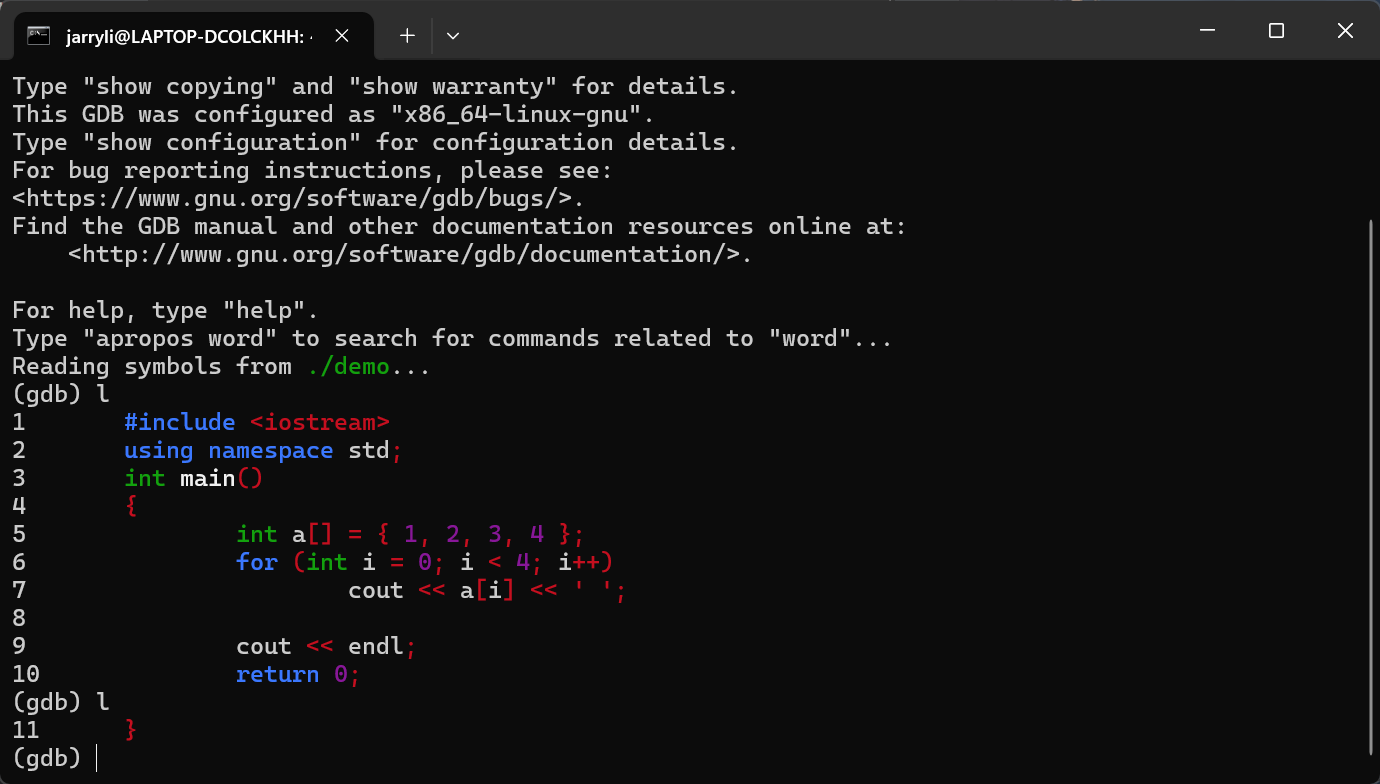 jarryli@LAPTOP-DCOLCKHH:
Type "show copying" and "show warranty" for details.
This GDB was configured as "x86_64-linux-gnu".
Type "show configuration" for configuration details.
For bug reporting instructions, please see:
<https://www.gnu.org/software/gdb/bugs/>.
Find the GDB manual and other documentation resources online at:
    <http://www.gnu.org/software/gdb/documentation/>.

For help, type "help".
Type "apropos word" to search for commands related to "word"...
Reading symbols from ./demo...
(gdb) l
1       #include <iostream>
2       using namespace std;
3       int main()
4       {
5               int a[] = { 1, 2, 3, 4 };
6               for (int i = 0; i < 4; i++)
7                       cout << a[i] << ' ';
8
9               cout << endl;
10              return 0;
(gdb) l
11      }
(gdb)